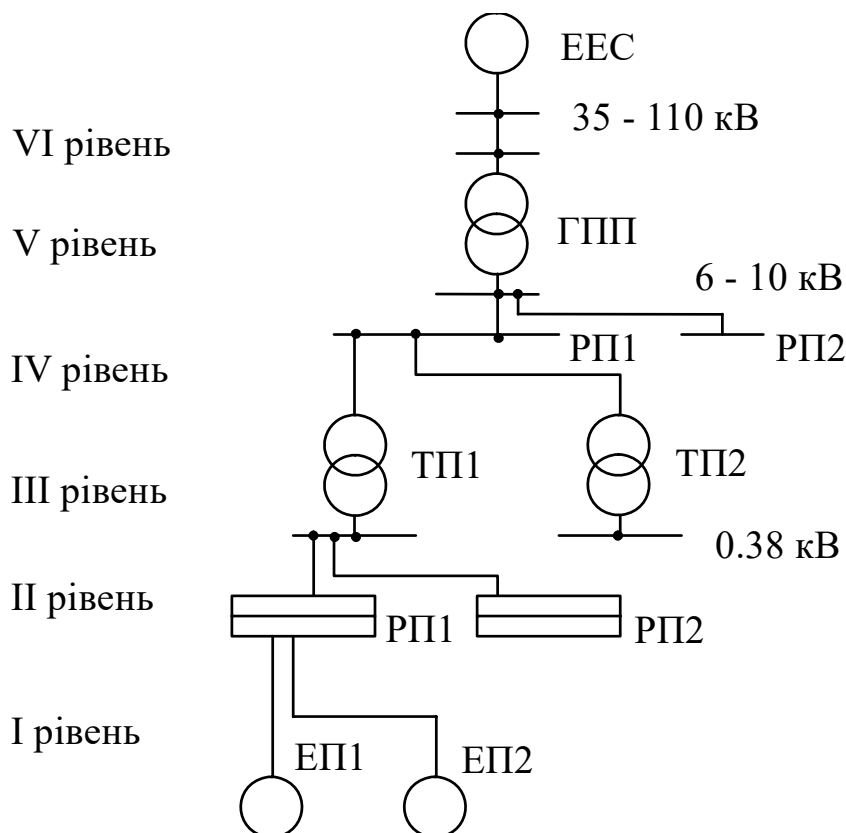 ЕЕС
35 - 110 кВ
VI рівень
ГПП
V рівень
6 - 10 кВ
РП1
РП2
IV рівень
ТП1
ТП2
III рівень
0.38 кВ
II рівень
РП1
РП2
I рівень
ЕП1
ЕП2